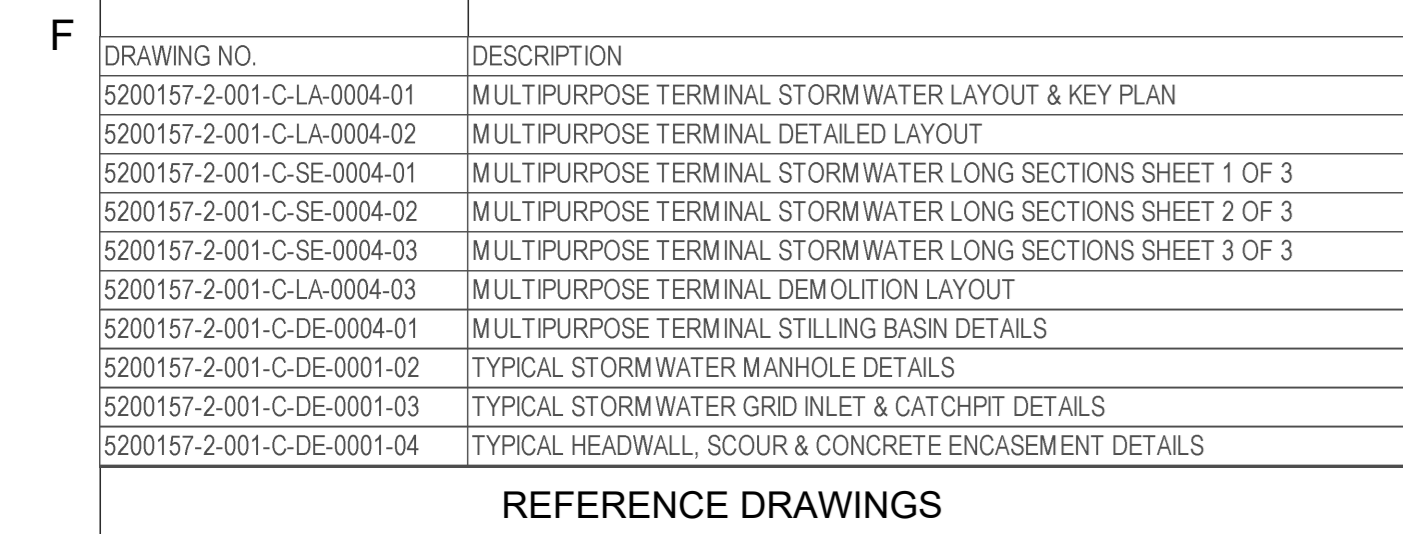 F
DRAWING NO. DESCRIPTION
5200157-2-001-C-LA-0004-01 MULTIPURPOSE TERMINAL STORMWATER LAYOUT & KEY PLAN
5200157-2-001-C-LA-0004-02 MULTIPURPOSE TERMINAL DETAILED LAYOUT
5200157-2-001-C-SE-0004-01 MULTIPURPOSE TERMINAL STORMWATER LONG SECTIONS SHEET 1 OF 3
5200157-2-001-C-SE-0004-02 MULTIPURPOSE TERMINAL STORMWATER LONG SECTIONS SHEET 2 OF 3
5200157-2-001-C-SE-0004-03 MULTIPURPOSE TERMINAL STORMWATER LONG SECTIONS SHEET 3 OF 3
5200157-2-001-C-LA-0004-03 MULTIPURPOSE TERMINAL DEMOLITION LAYOUT
5200157-2-001-C-DE-0004-01 MULTIPURPOSE TERMINAL STILLING BASIN DETAILS
5200157-2-001-C-DE-0001-02 TYPICAL STORMWATER MANHOLE DETAILS
5200157-2-001-C-DE-0001-03 TYPICAL STORMWATER GRID INLET & CATCHPIT DETAILS
5200157-2-001-C-DE-0001-04 TYPICAL HEADWALL, SCOUR & CONCRETE ENCASEMENT DETAILS
REFERENCE DRAWINGS